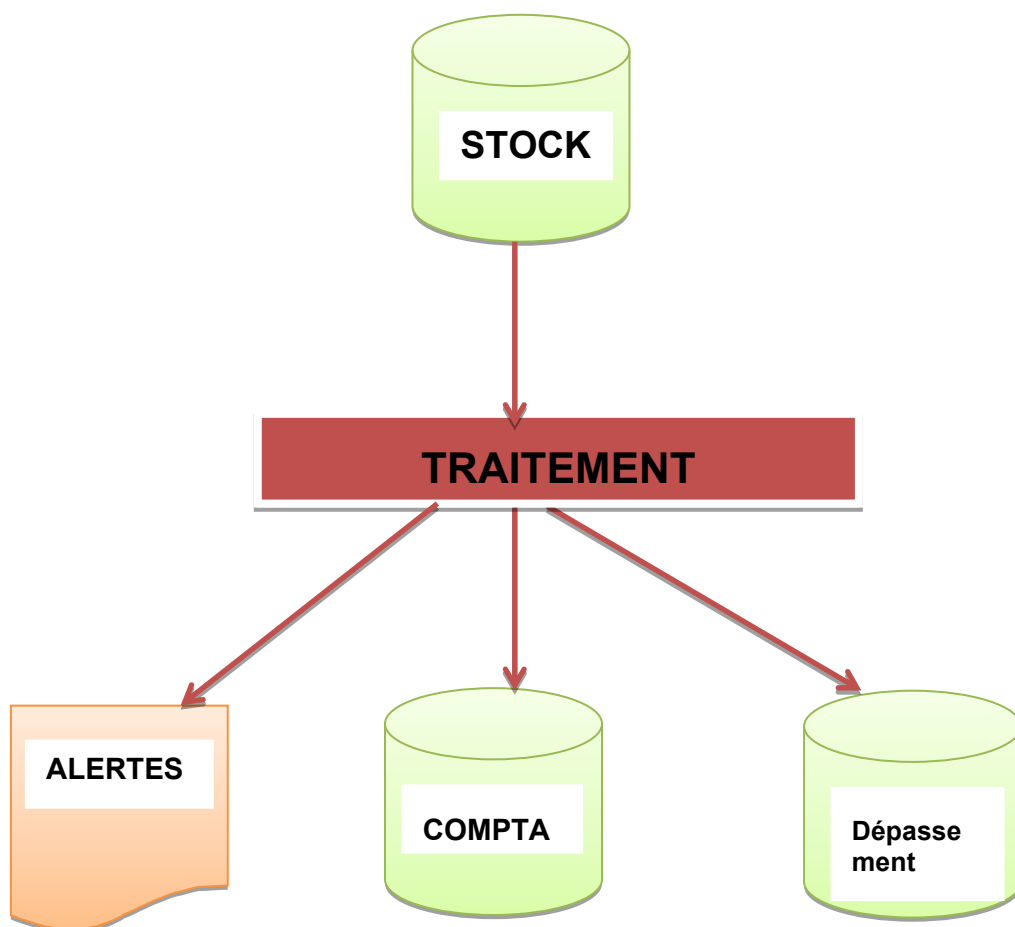 STOCK
TRAITEMENT
ALERTES
COMPTA
Dépasse
ment